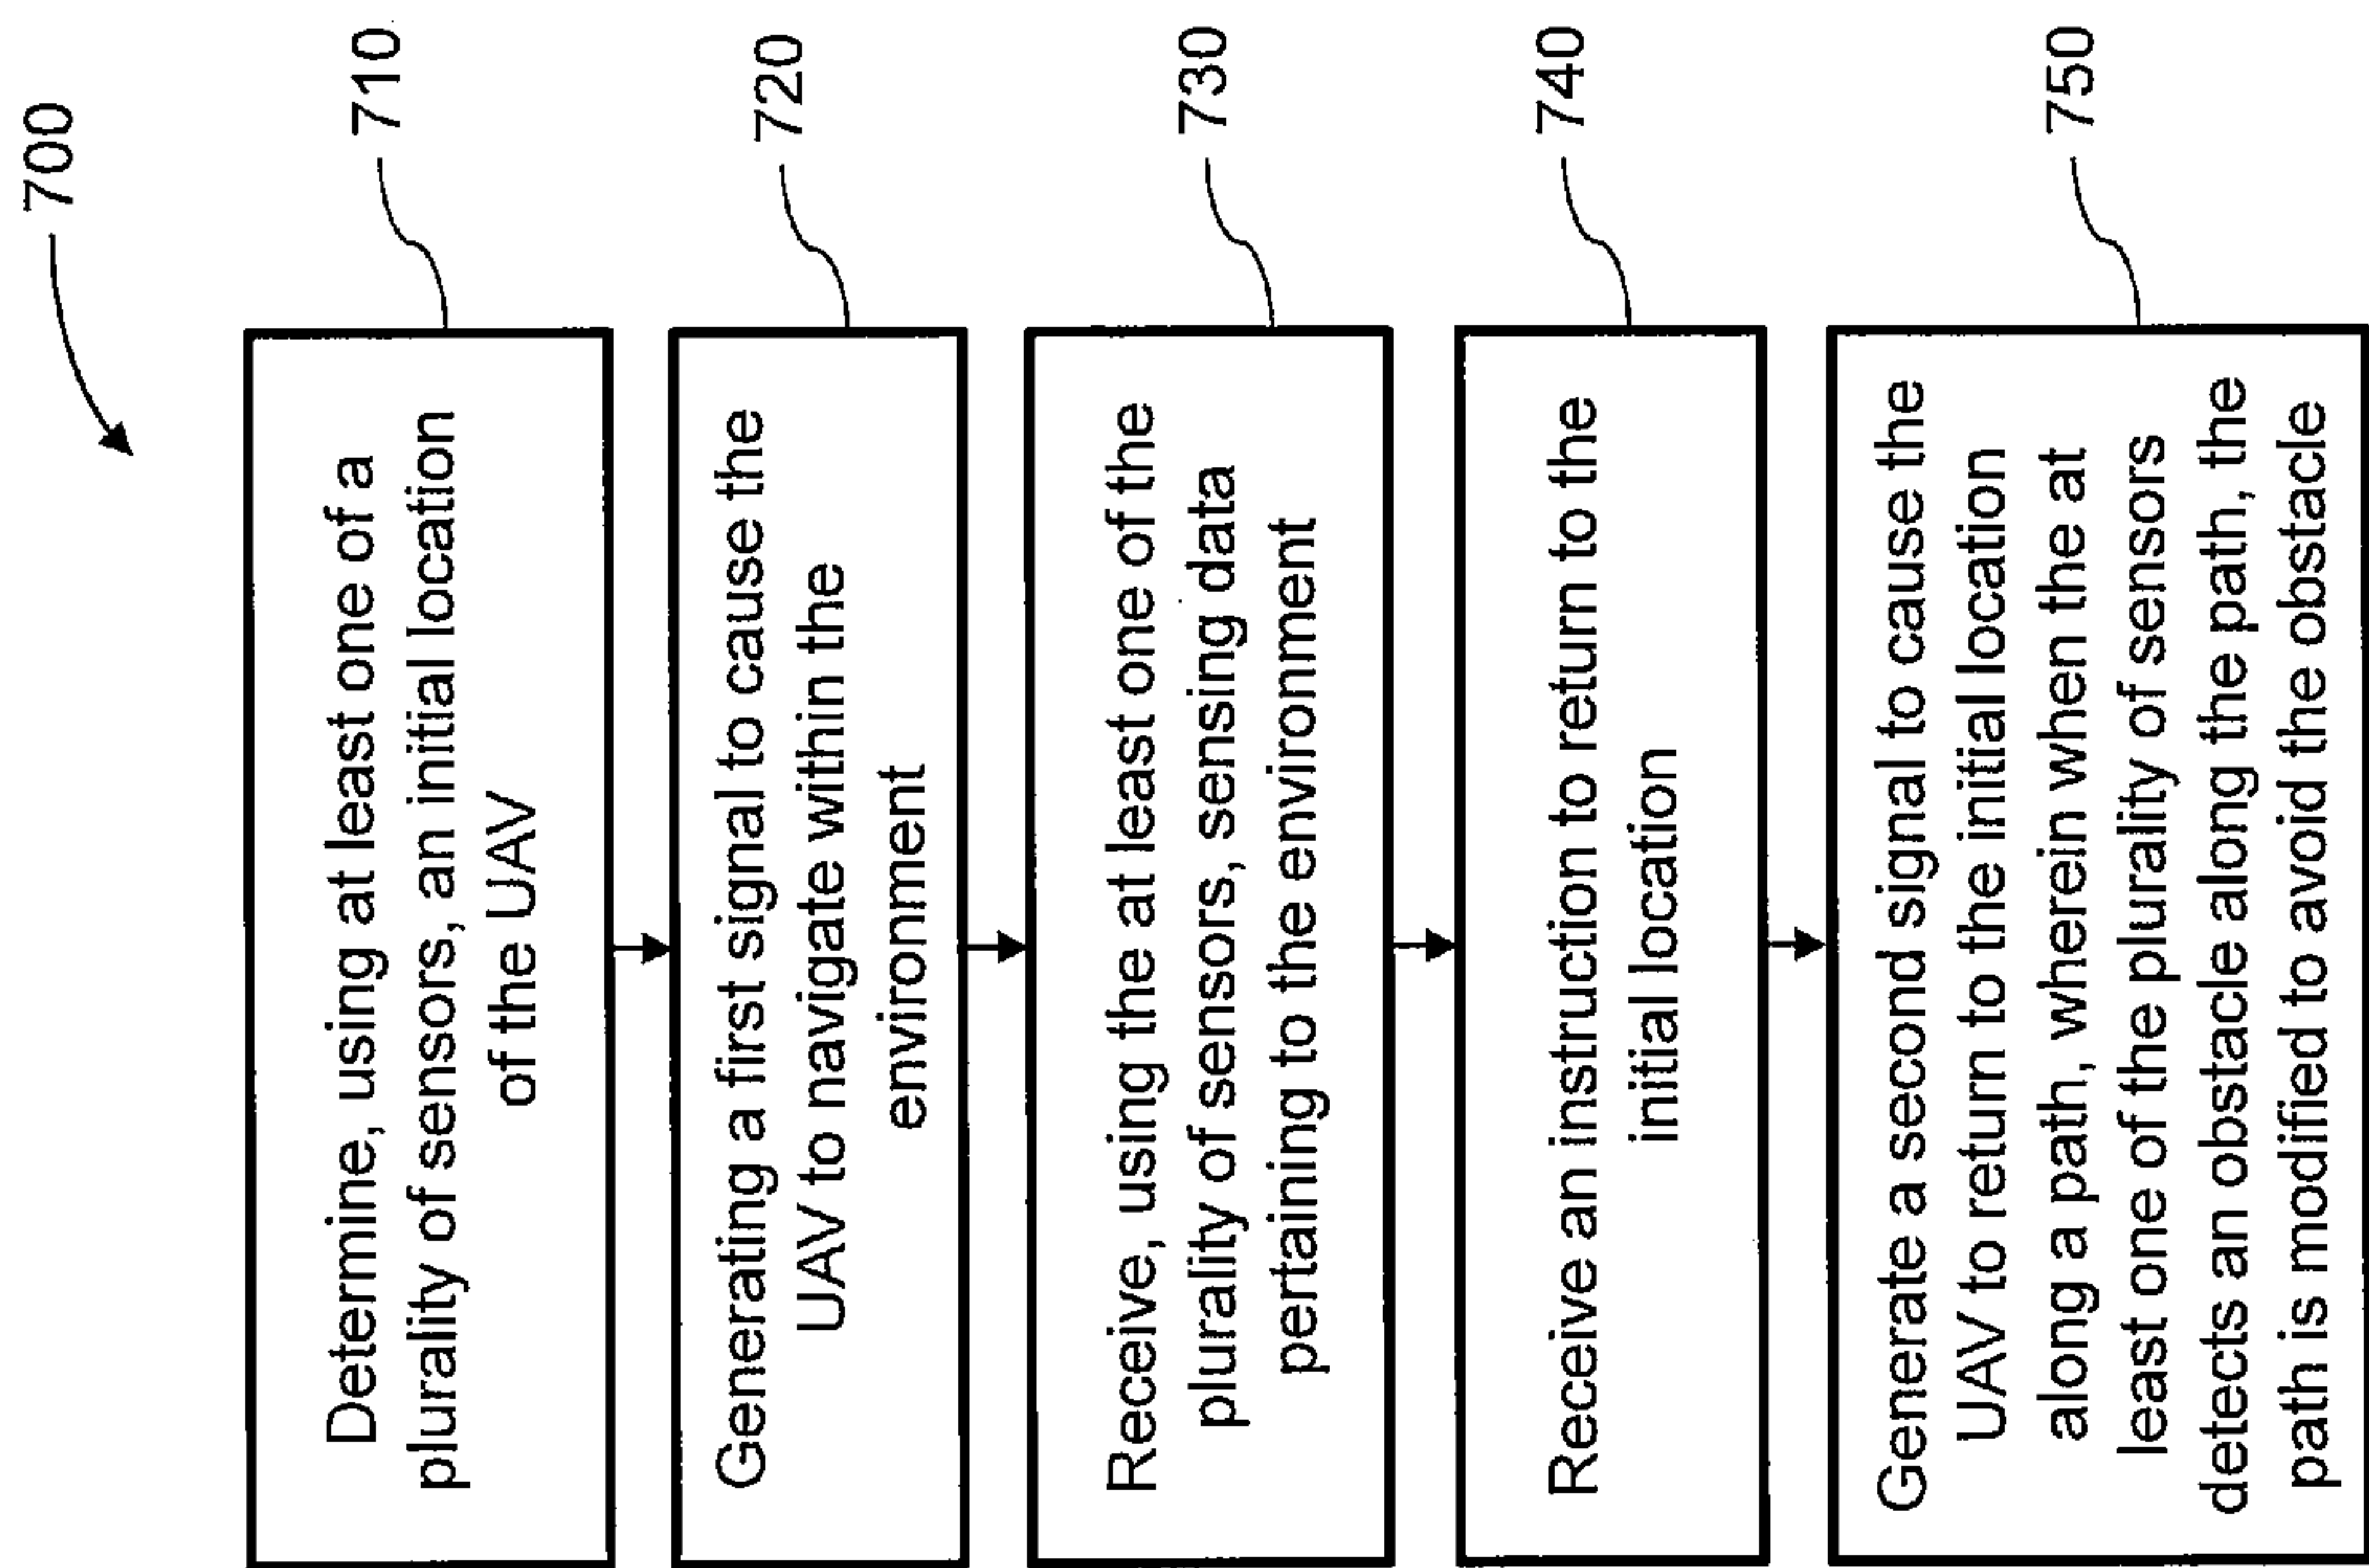 700
Determine, using at least one of a
plurality of sensors, an initial location
of the UAV
710
Generating a first signal to cause the
UAV to navigate within the
environment
720
Receive, using the at least one of the
plurality of sensors, sensing data
pertaining to the environment
730
Receive an instruction to return to the
initial location
740
Generate a second signal to cause the
UAV to return to the initial location
along a path, wherein when the at
least one of the plurality of sensors
detects an obstacle along the path, the
path is modified to avoid the obstacle
750